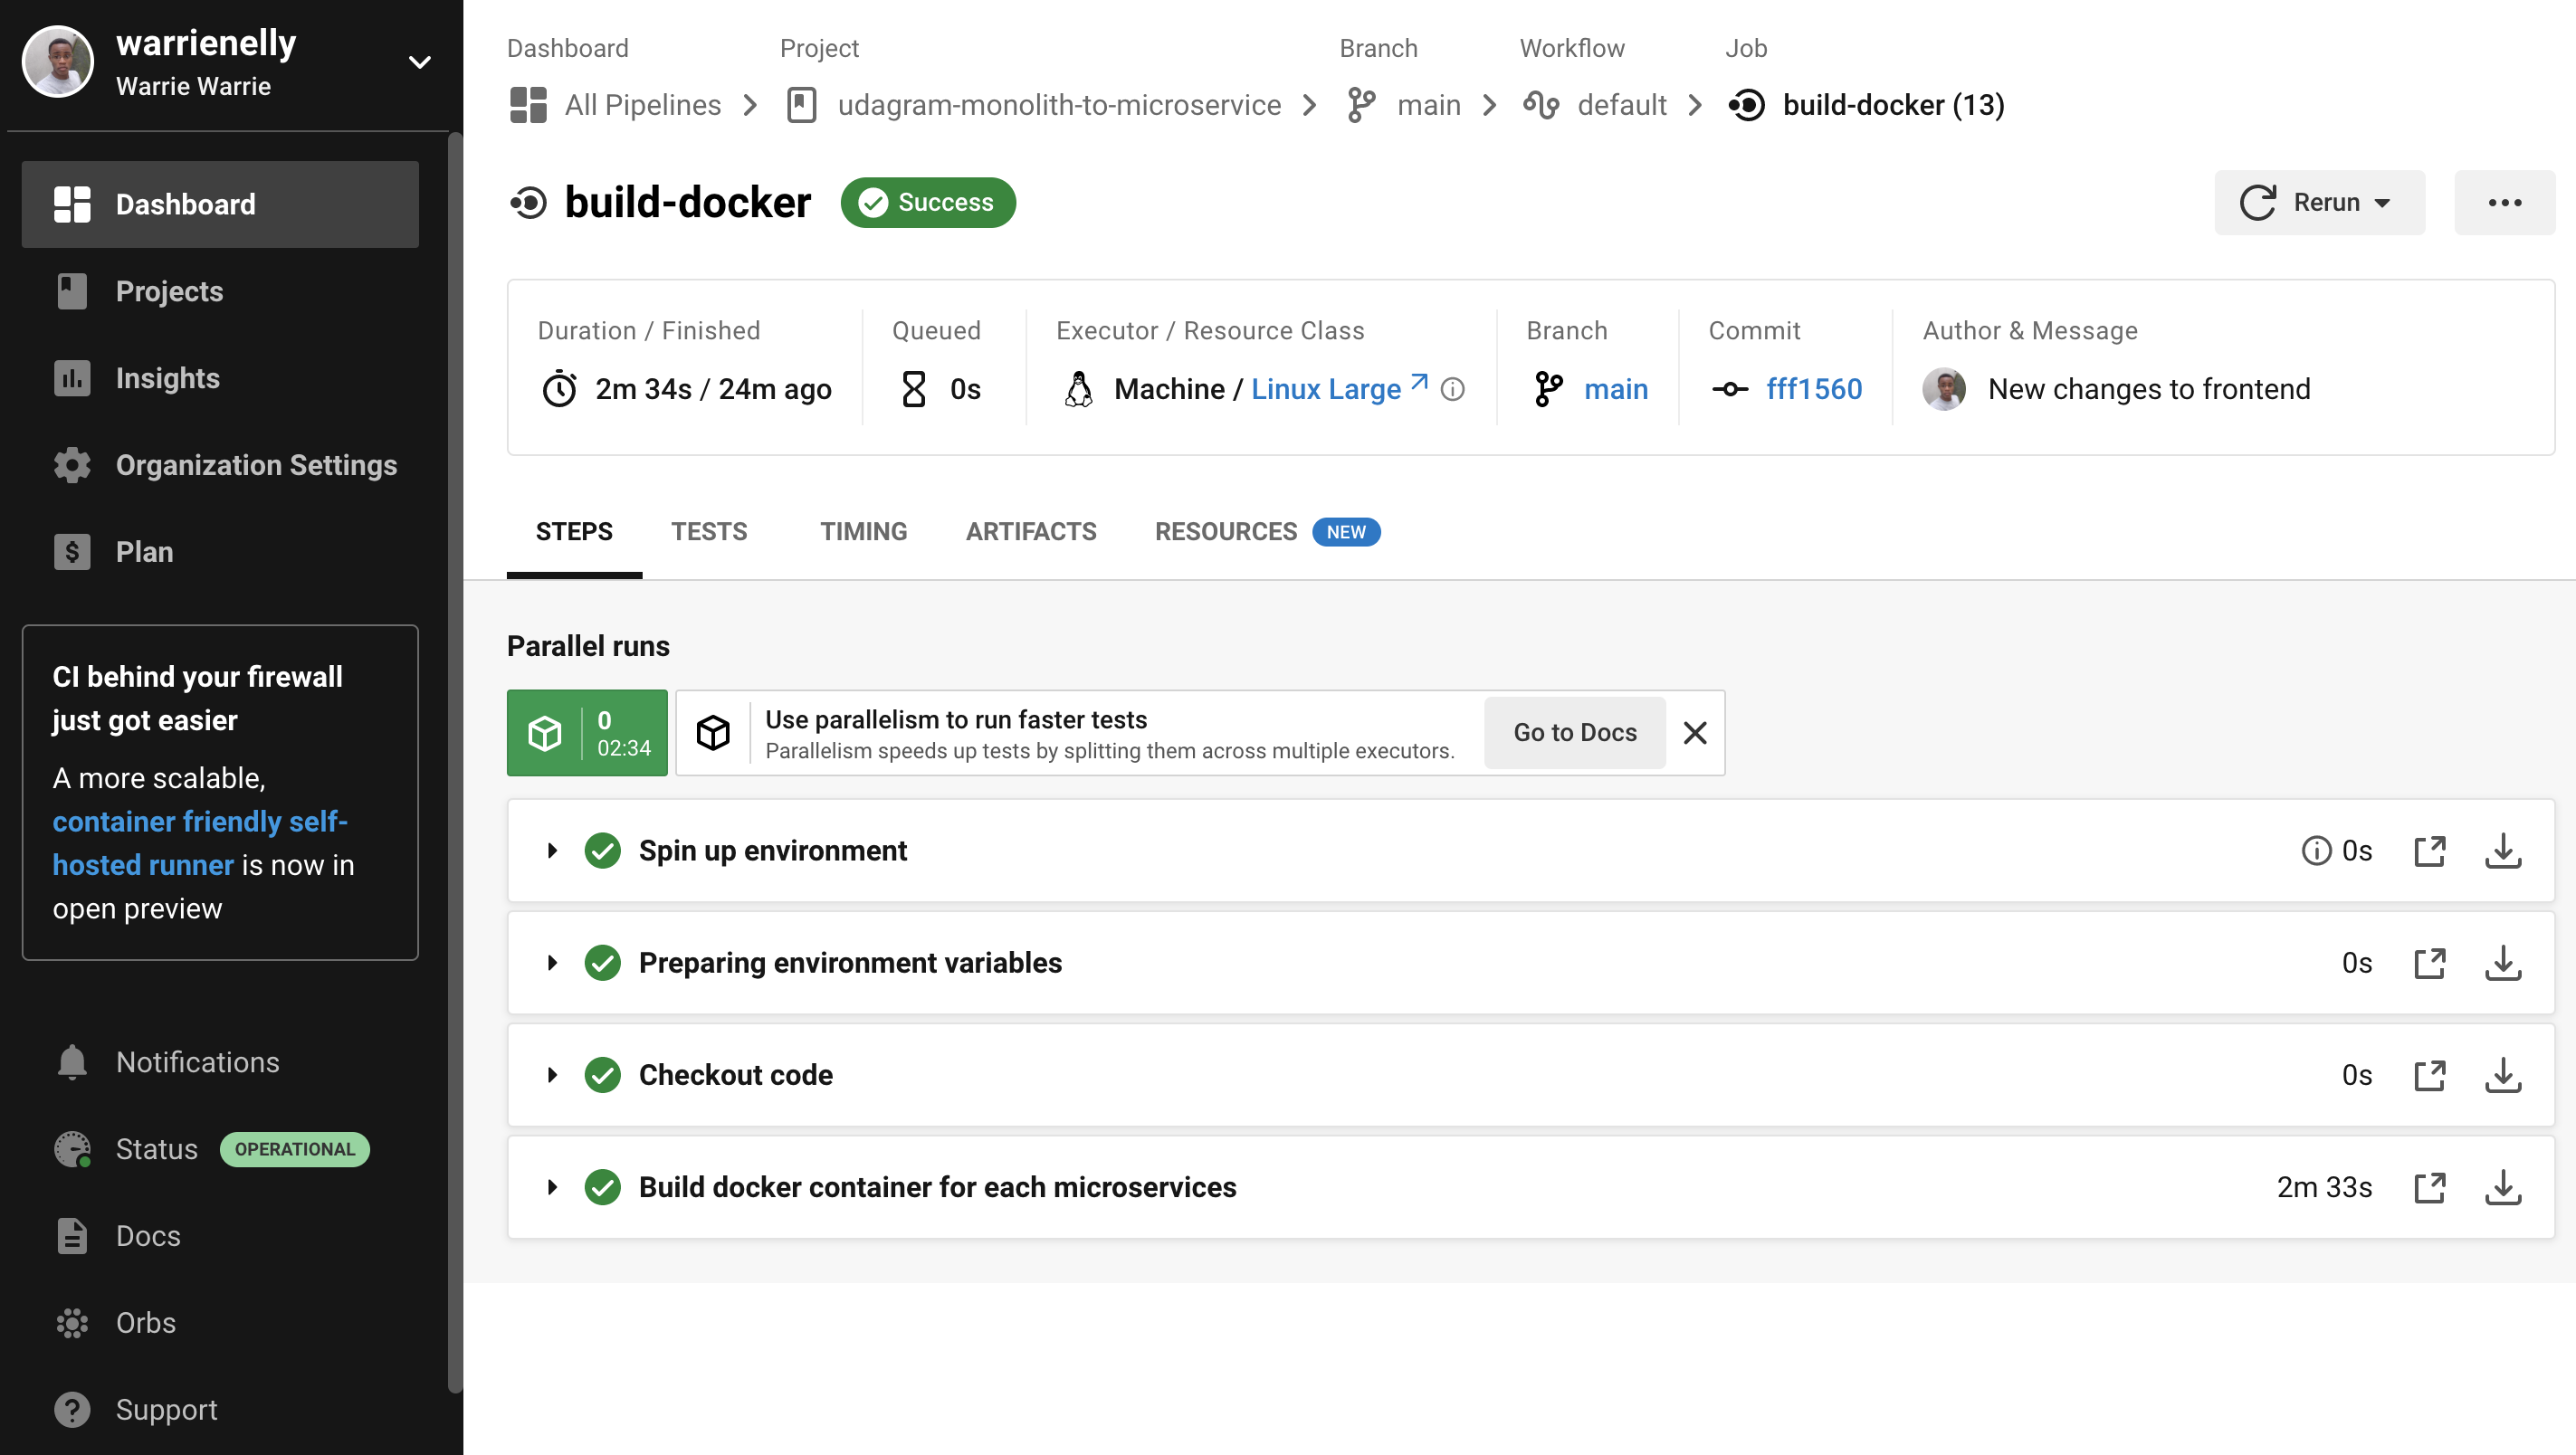 warrienelly
Warrie Warrie
Dashboard
Projects
Insights
Organization Settings
Plan
CI behind your firewall
just got easier
A more scalable,
container friendly self-
hosted runner is now in
open preview
Notifications
Status OPERATIONAL
Docs
Orbs
Support
Dashboard Project Branch Workflow Job
All Pipelines udagram-monolith-to-microservice main default build-docker (13)
build-docker Success Rerun
Duration / Finished Queued Executor / Resource Class Branch Commit Author & Message
2m 34s / 24m ago 0s Machine / Linux Large main fff1560 New changes to frontend
STEPS TESTS TIMING ARTIFACTS RESOURCES NEW
Parallel runs
0
02:34
Use parallelism to run faster tests
Parallelism speeds up tests by splitting them across multiple executors.
Go to Docs
Spin up environment 0s
Preparing environment variables 0s
Checkout code 0s
Build docker container for each microservices 2m 33s